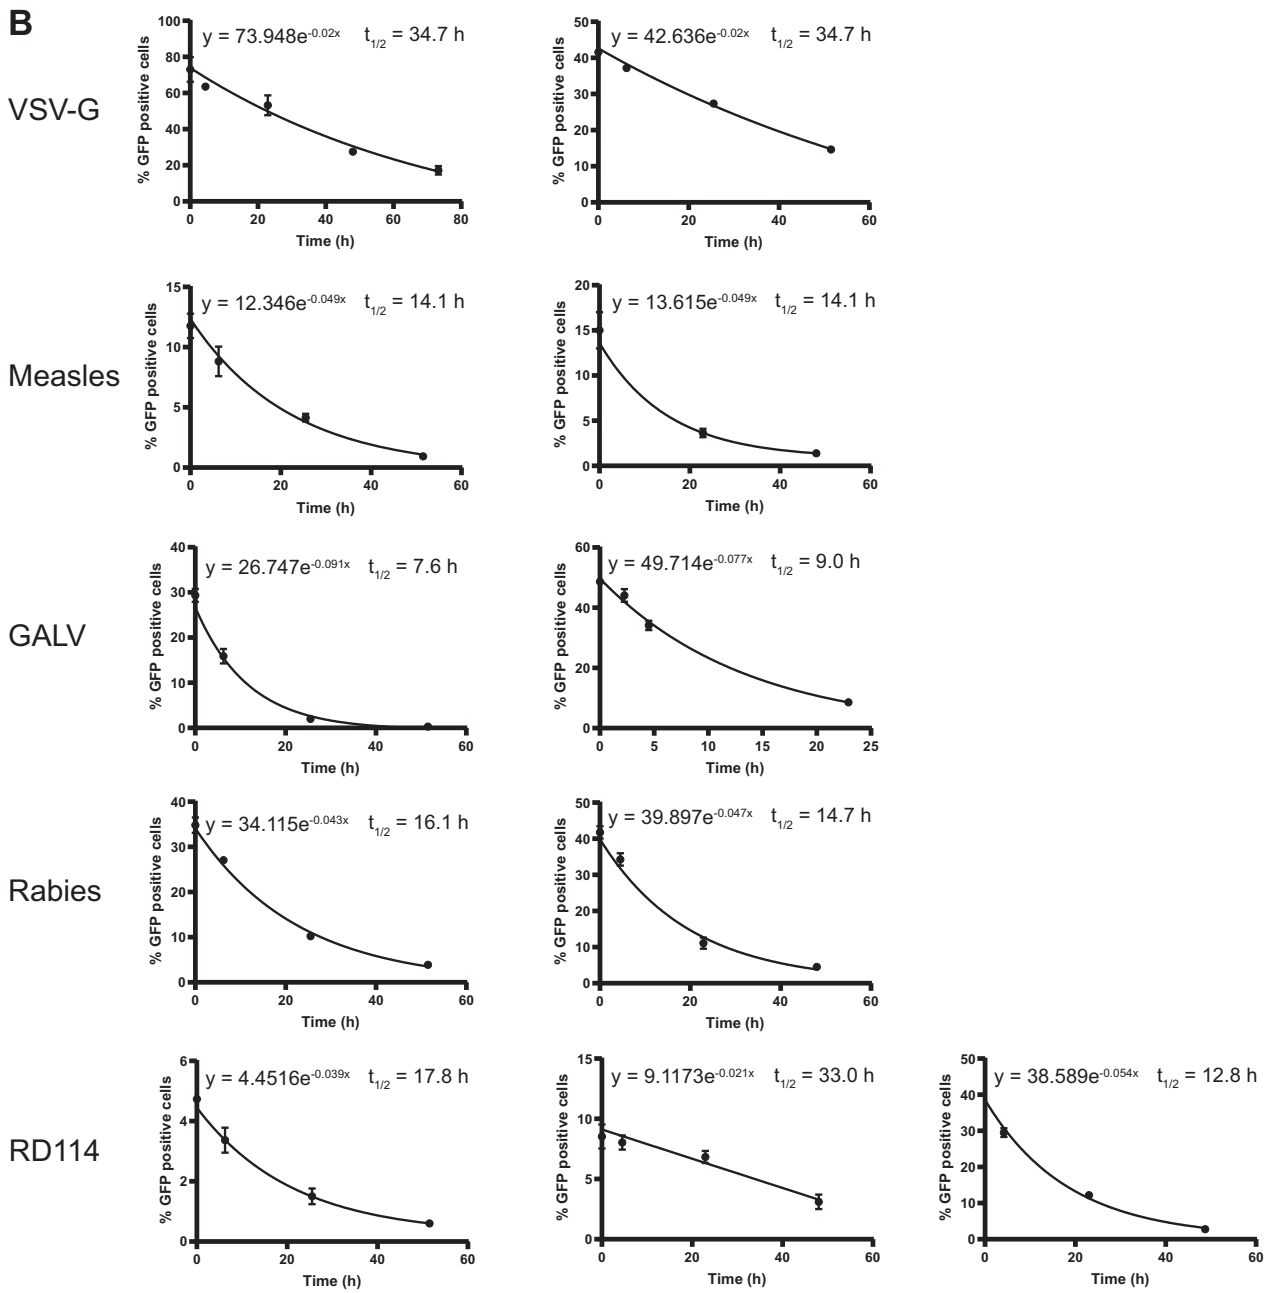 B
VSV-G
y = 73.948e-0.02x t1/2 = 34.7 h
% GFP positive cells
100
80
60
40
20
0
0 20 40 60 80
Time (h)
y = 42.636e-0.02x t1/2 = 34.7 h
% GFP positive cells
50
40
30
20
10
0
0 20 40 60
Time (h)
Measles
y = 12.346e-0.049x t1/2 = 14.1 h
% GFP positive cells
15
10
5
0
0 20 40 60
Time (h)
y = 13.615e-0.049x t1/2 = 14.1 h
% GFP positive cells
20
15
10
5
0
0 20 40 60
Time (h)
GALV
y = 26.747e-0.091x t1/2 = 7.6 h
% GFP positive cells
40
30
20
10
0
0 20 40 60
Time (h)
y = 49.714e-0.077x t1/2 = 9.0 h
% GFP positive cells
60
40
20
0
0 5 10 15 20 25
Time (h)
Rabies
y = 34.115e-0.043x t1/2 = 16.1 h
% GFP positive cells
40
30
20
10
0
0 20 40 60
Time (h)
y = 39.897e-0.047x t1/2 = 14.7 h
% GFP positive cells
50
40
30
20
10
0
0 20 40 60
Time (h)
RD114
y = 4.4516e-0.039x t1/2 = 17.8 h
% GFP positive cells
6
4
2
0
0 20 40 60
Time (h)
y = 9.1173e-0.021x t1/2 = 33.0 h
% GFP positive cells
15
10
5
0
0 20 40 60
Time (h)
y = 38.589e-0.054x t1/2 = 12.8 h
% GFP positive cells
50
40
30
20
10
0
0 20 40 60
Time (h)